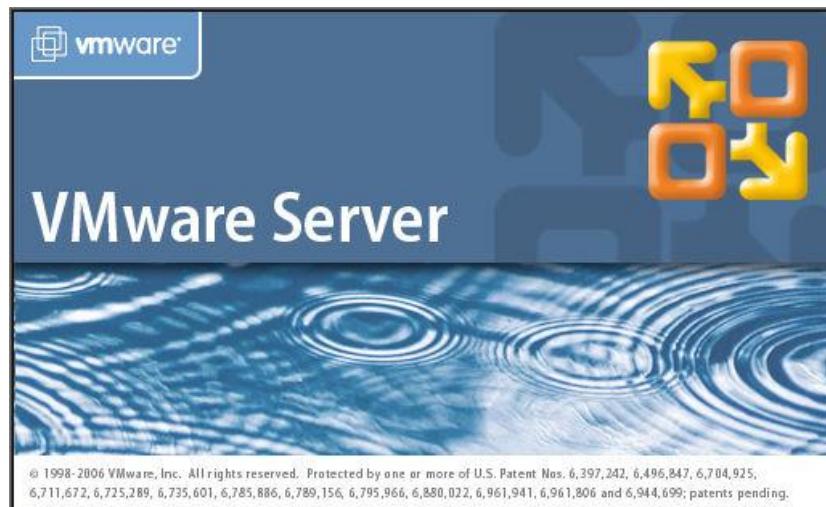 vmware
VMware Server
© 1998-2006 VMware, Inc. All rights reserved. Protected by one or more of U.S. Patent Nos. 6,397,242, 6,496,847, 6,704,925,
6,711,672, 6,725,289, 6,735,601, 6,785,886, 6,789,156, 6,795,966, 6,880,022, 6,961,941, 6,961,806 and 6,944,699; patents pending.